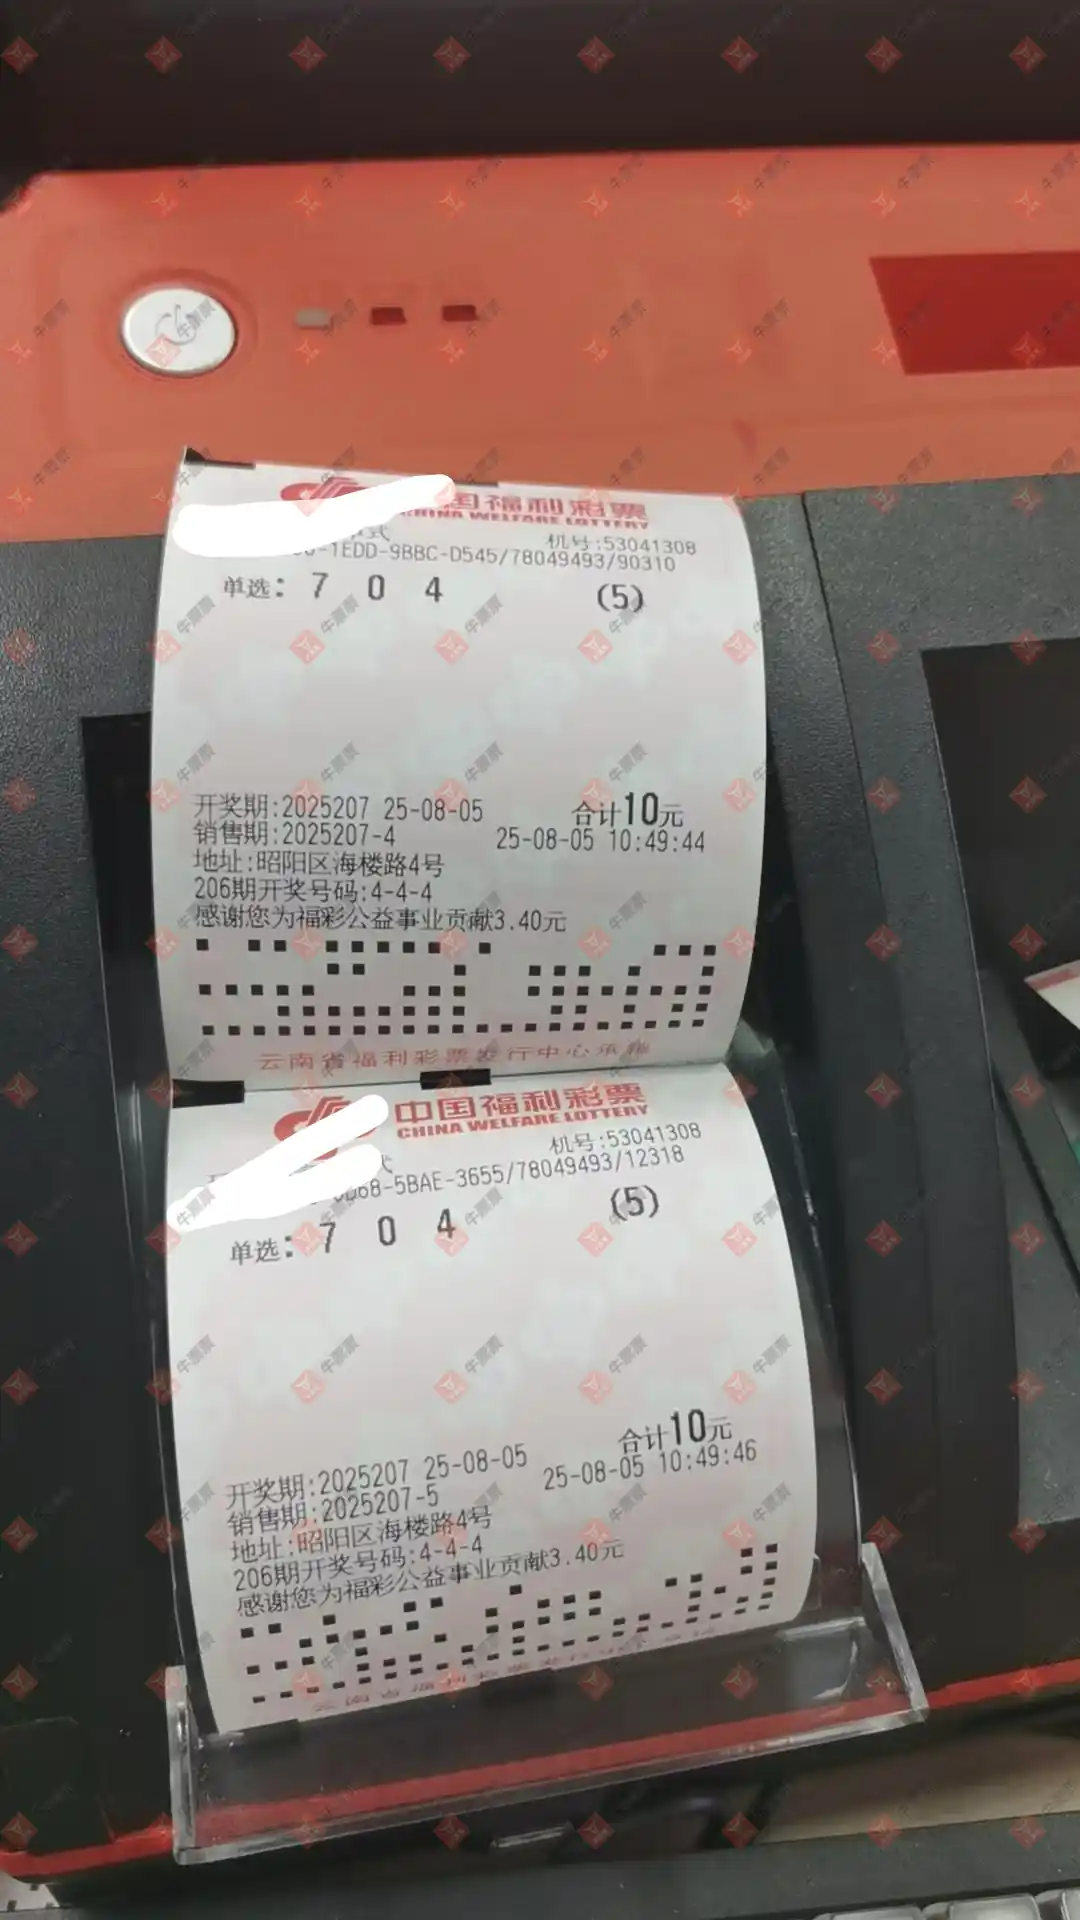 国福利彩票
CHINA WELFARE LOTTERY
式
机号:53041308
-1EDD-9BBC-D545/78049493/90310
单选: 7 0 4 (5)
开奖期:2025207 25-08-05 合计10元
销售期:2025207-4 25-08-05 10:49:44
地址:昭阳区海楼路4号
206期开奖号码:4-4-4
感谢您为福彩公益事业贡献3.40元
云南省福利彩票发行中心承销
中国福利彩票
CHINA WELFARE LOTTERY
机号:53041308
-5BAE-3655/78049493/12318
单选: 7 0 4 (5)
合计10元
开奖期:2025207 25-08-05
销售期:2025207-5 25-08-05 10:49:46
地址:昭阳区海楼路4号
206期开奖号码:4-4-4
感谢您为福彩公益事业贡献3.40元
牛票票